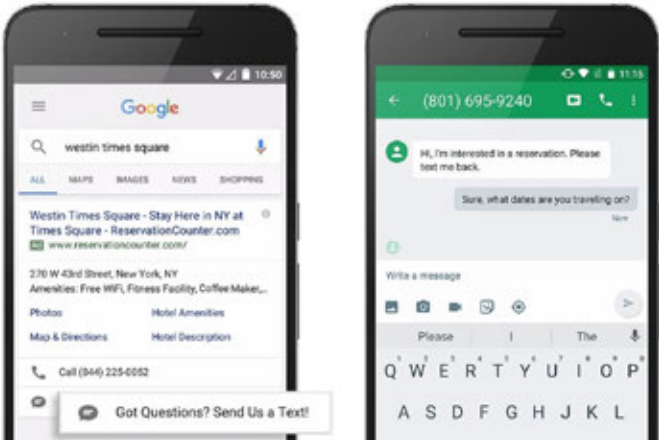 10:50
Google
westin times square
ALL MAPS IMAGES NEWS SHOPPING
Westin Times Square - Stay Here in NY at
Times Square - ReservationCounter.com
Ad www.reservationcounter.com/
270 W 43rd Street, New York, NY
Amenities: Free WiFi, Fitness Facility, Coffee Maker,...
Photos Hotel Amenities
Map & Directions Hotel Description
Call (844) 225-0052
Got Questions? Send Us a Text!
11:15
(801) 695-9240
Hi, I'm interested in a reservation. Please
text me back.
Sure, what dates are you traveling on?
Now
Write a message
Please I The
Q W E R T Y U I O P
A S D F G H J K L